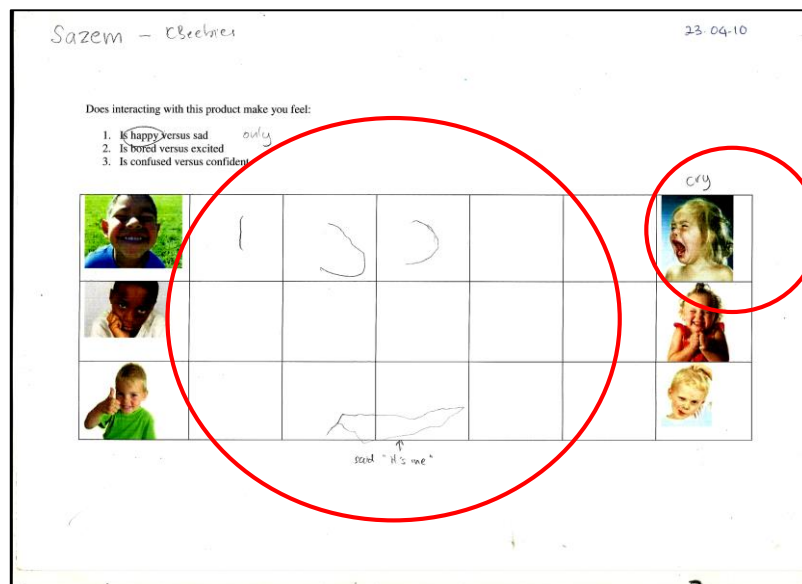 Sazem - CBeebies
23.04.10
Does interacting with this product make you feel:
1. Is happy versus sad only
2. Is bored versus excited
3. Is confused versus confident
cry
said "It's me"